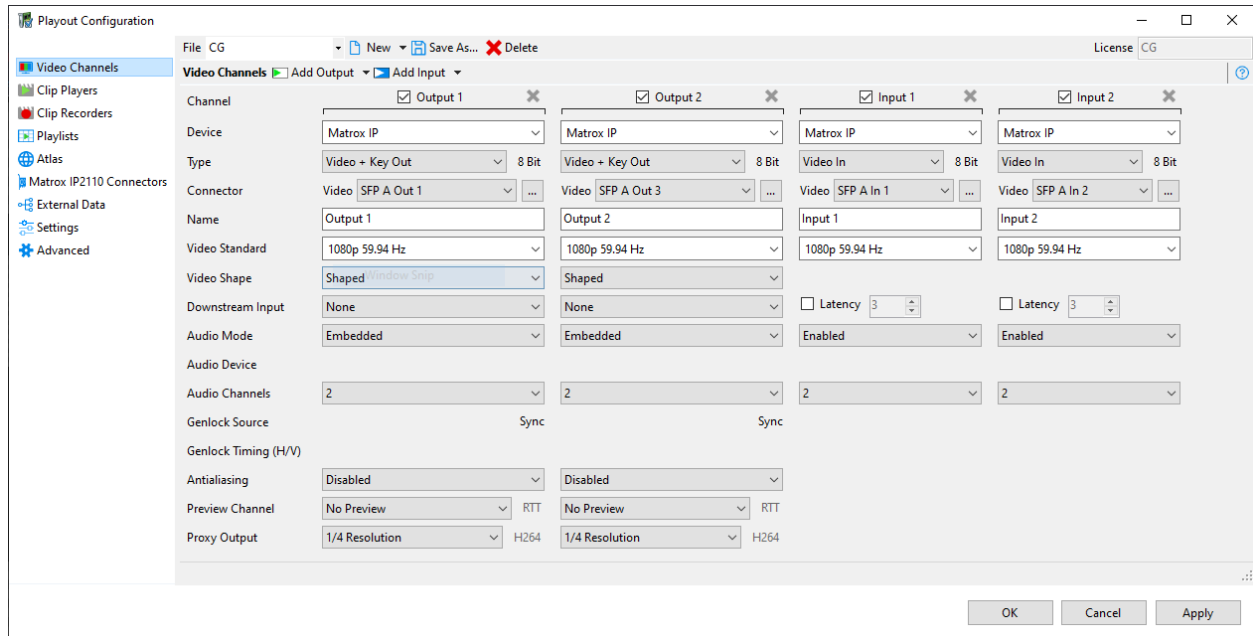 Playout Configuration
File CG New Save As... Delete License CG
Video Channels
Clip Players
Clip Recorders
Playlists
Atlas
Matrox IP2110 Connectors
External Data
Settings
Advanced
Video Channels Add Output Add Input
Channel Output 1 Output 2 Input 1 Input 2
Device Matrox IP Matrox IP Matrox IP Matrox IP
Type Video + Key Out 8 Bit Video + Key Out 8 Bit Video In 8 Bit Video In 8 Bit
Connector Video SFP A Out 1 ... Video SFP A Out 3 ... Video SFP A In 1 ... Video SFP A In 2 ...
Name Output 1 Output 2 Input 1 Input 2
Video Standard 1080p 59.94 Hz 1080p 59.94 Hz 1080p 59.94 Hz 1080p 59.94 Hz
Video Shape Shaped Window Snip Shaped
Downstream Input None None Latency 3 Latency 3
Audio Mode Embedded Embedded Enabled Enabled
Audio Device
Audio Channels 2 2 2 2
Genlock Source Sync Sync
Genlock Timing (H/V)
Antialiasing Disabled Disabled
Preview Channel No Preview RTT No Preview RTT
Proxy Output 1/4 Resolution H264 1/4 Resolution H264
OK Cancel Apply